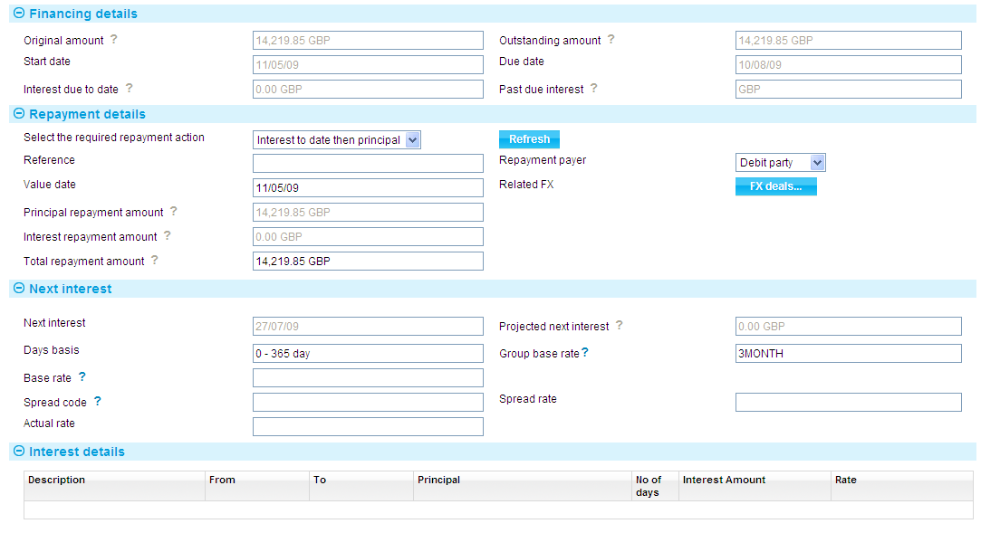 Financing details
Original amount ? 14,219.85 GBP Outstanding amount ? 14,219.85 GBP
Start date 11/05/09 Due date 10/08/09
Interest due to date ? 0.00 GBP Past due interest ? GBP
Repayment details
Select the required repayment action Interest to date then principal Refresh
Reference Repayment payer Debit party
Value date 11/05/09 Related FX FX deals...
Principal repayment amount ? 14,219.85 GBP
Interest repayment amount ? 0.00 GBP
Total repayment amount ? 14,219.85 GBP
Next interest
Next interest 27/07/09 Projected next interest ? 0.00 GBP
Days basis 0 - 365 day Group base rate ? 3MONTH
Base rate ?
Spread code ? Spread rate
Actual rate
Interest details
Description From To Principal No of days Interest Amount Rate